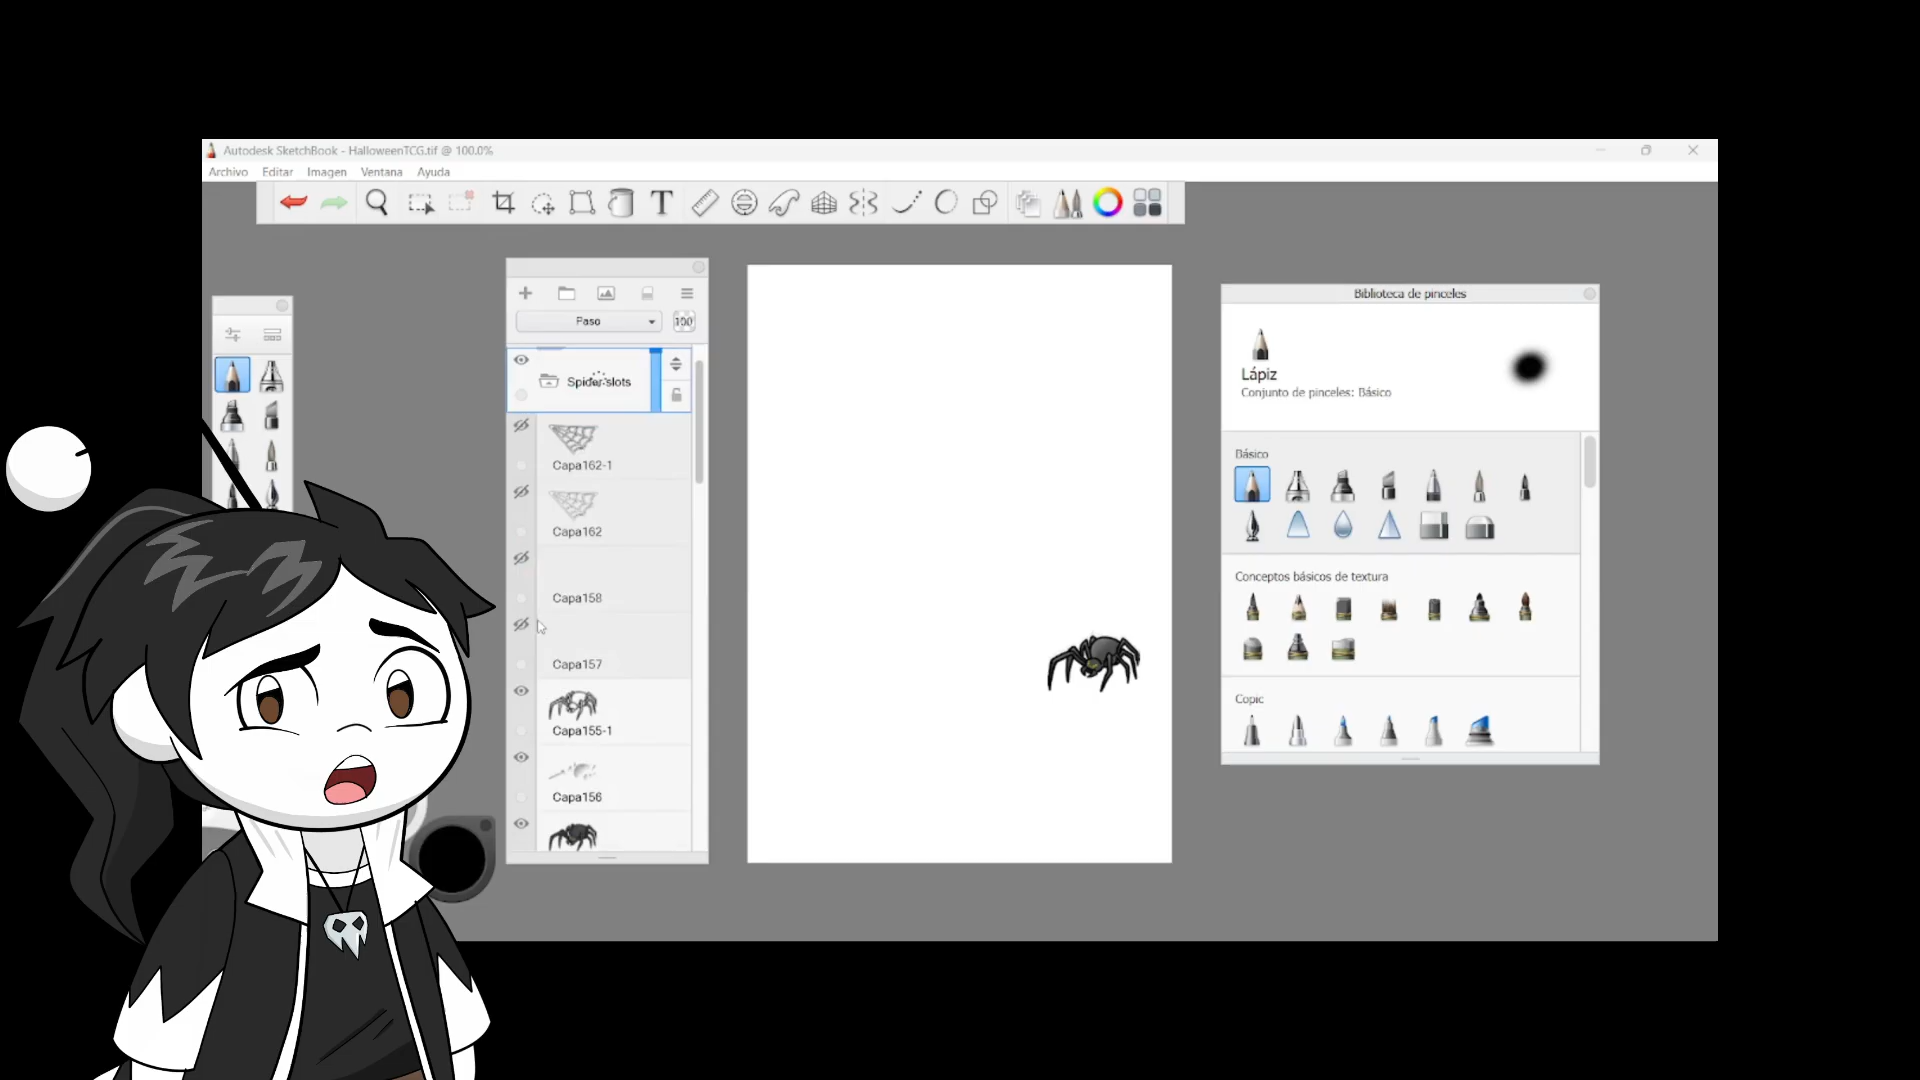 Autodesk SketchBook - HalloweenTCG.tif @ 100.0%
Archivo Editar Imagen Ventana Ayuda
T
Paso 100
Spider slots
Capa162-1
Capa162
Capa158
Capa157
Capa155-1
Capa156
Biblioteca de pinceles
Lápiz
Conjunto de pinceles: Básico
Básico
Conceptos básicos de textura
Copic